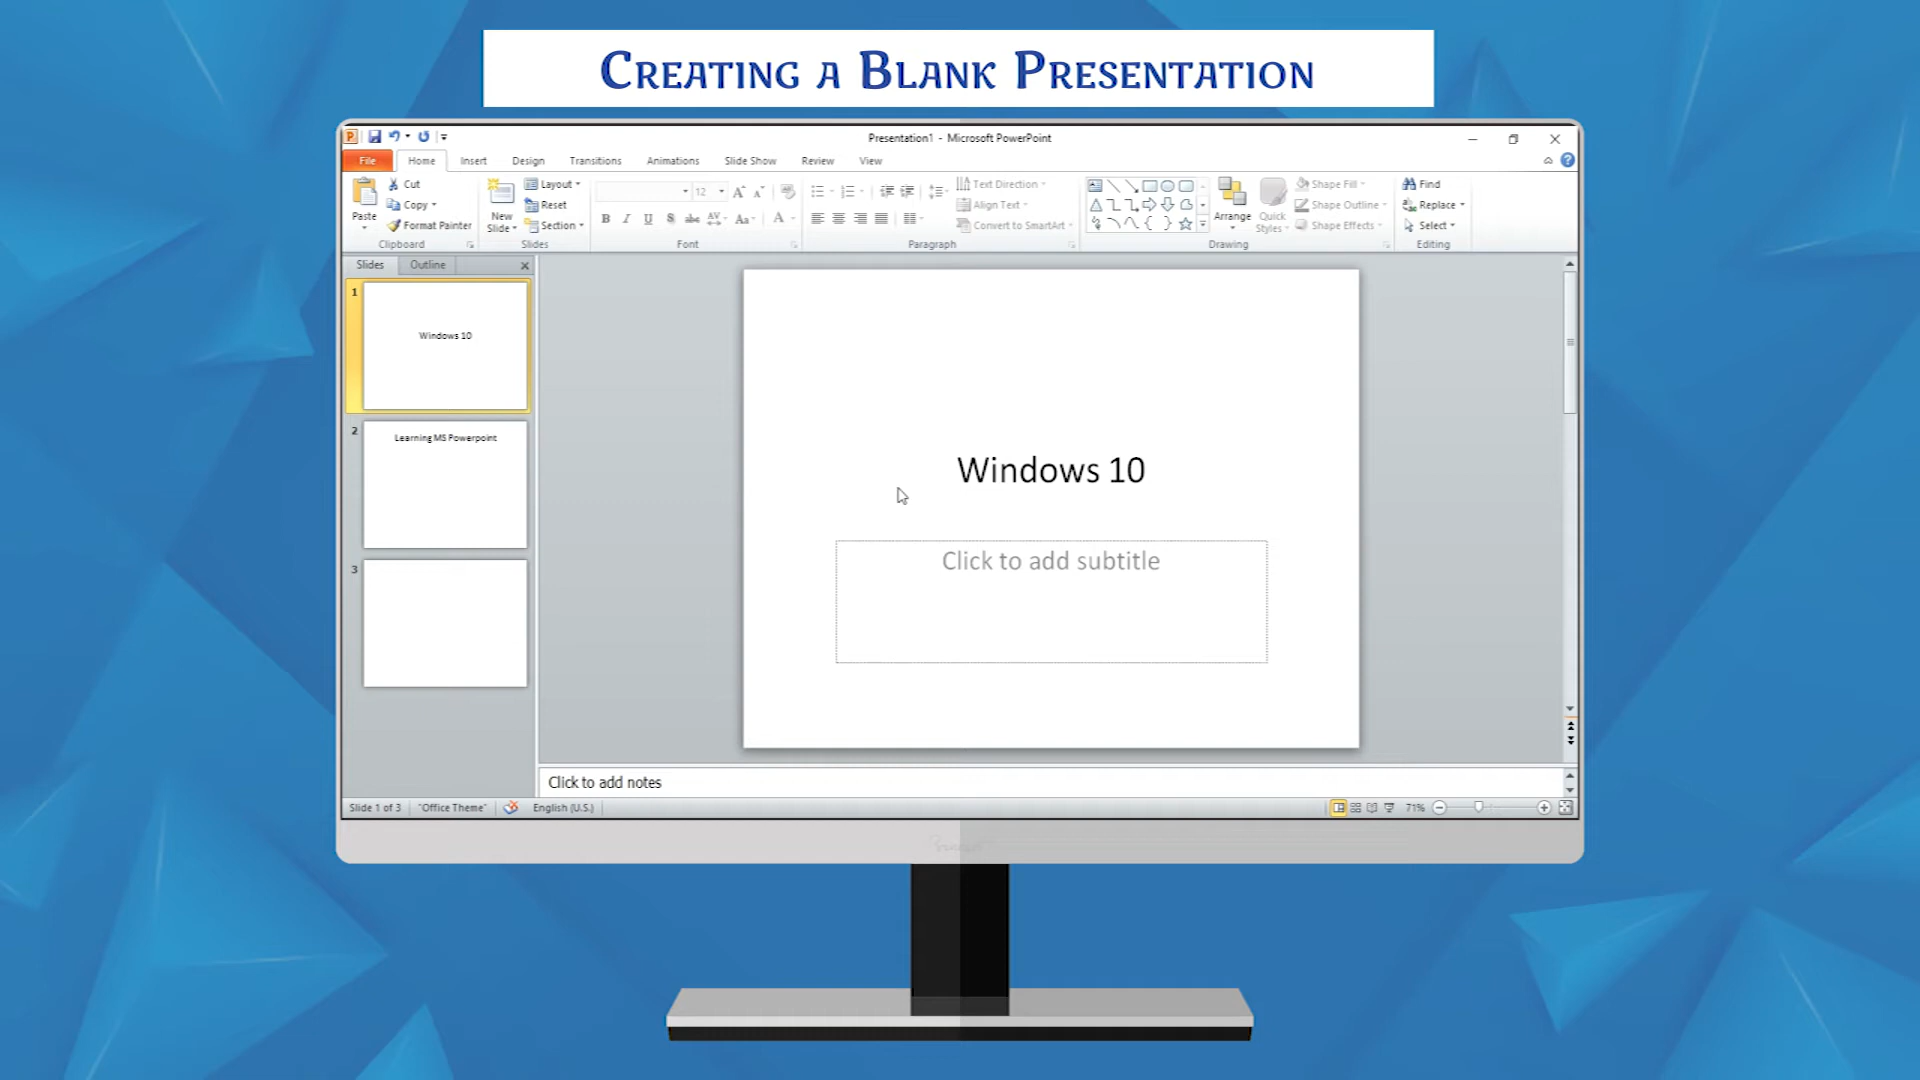 Creating a Blank Presentation
Presentation1 - Microsoft PowerPoint
File Home Insert Design Transitions Animations Slide Show Review View
Cut
Copy
Format Painter
Paste
Clipboard
New Slide
Layout
Reset
Section
Slides
12
Font
Text Direction
Align Text
Convert to SmartArt
Paragraph
Arrange
Quick Styles
Shape Fill
Shape Outline
Shape Effects
Drawing
Find
Replace
Select
Editing
Slides Outline
1
Windows 10
2
Learning MS Powerpoint
3
Windows 10
Click to add subtitle
Click to add notes
Slide 1 of 3 "Office Theme" English (U.S.) 71%